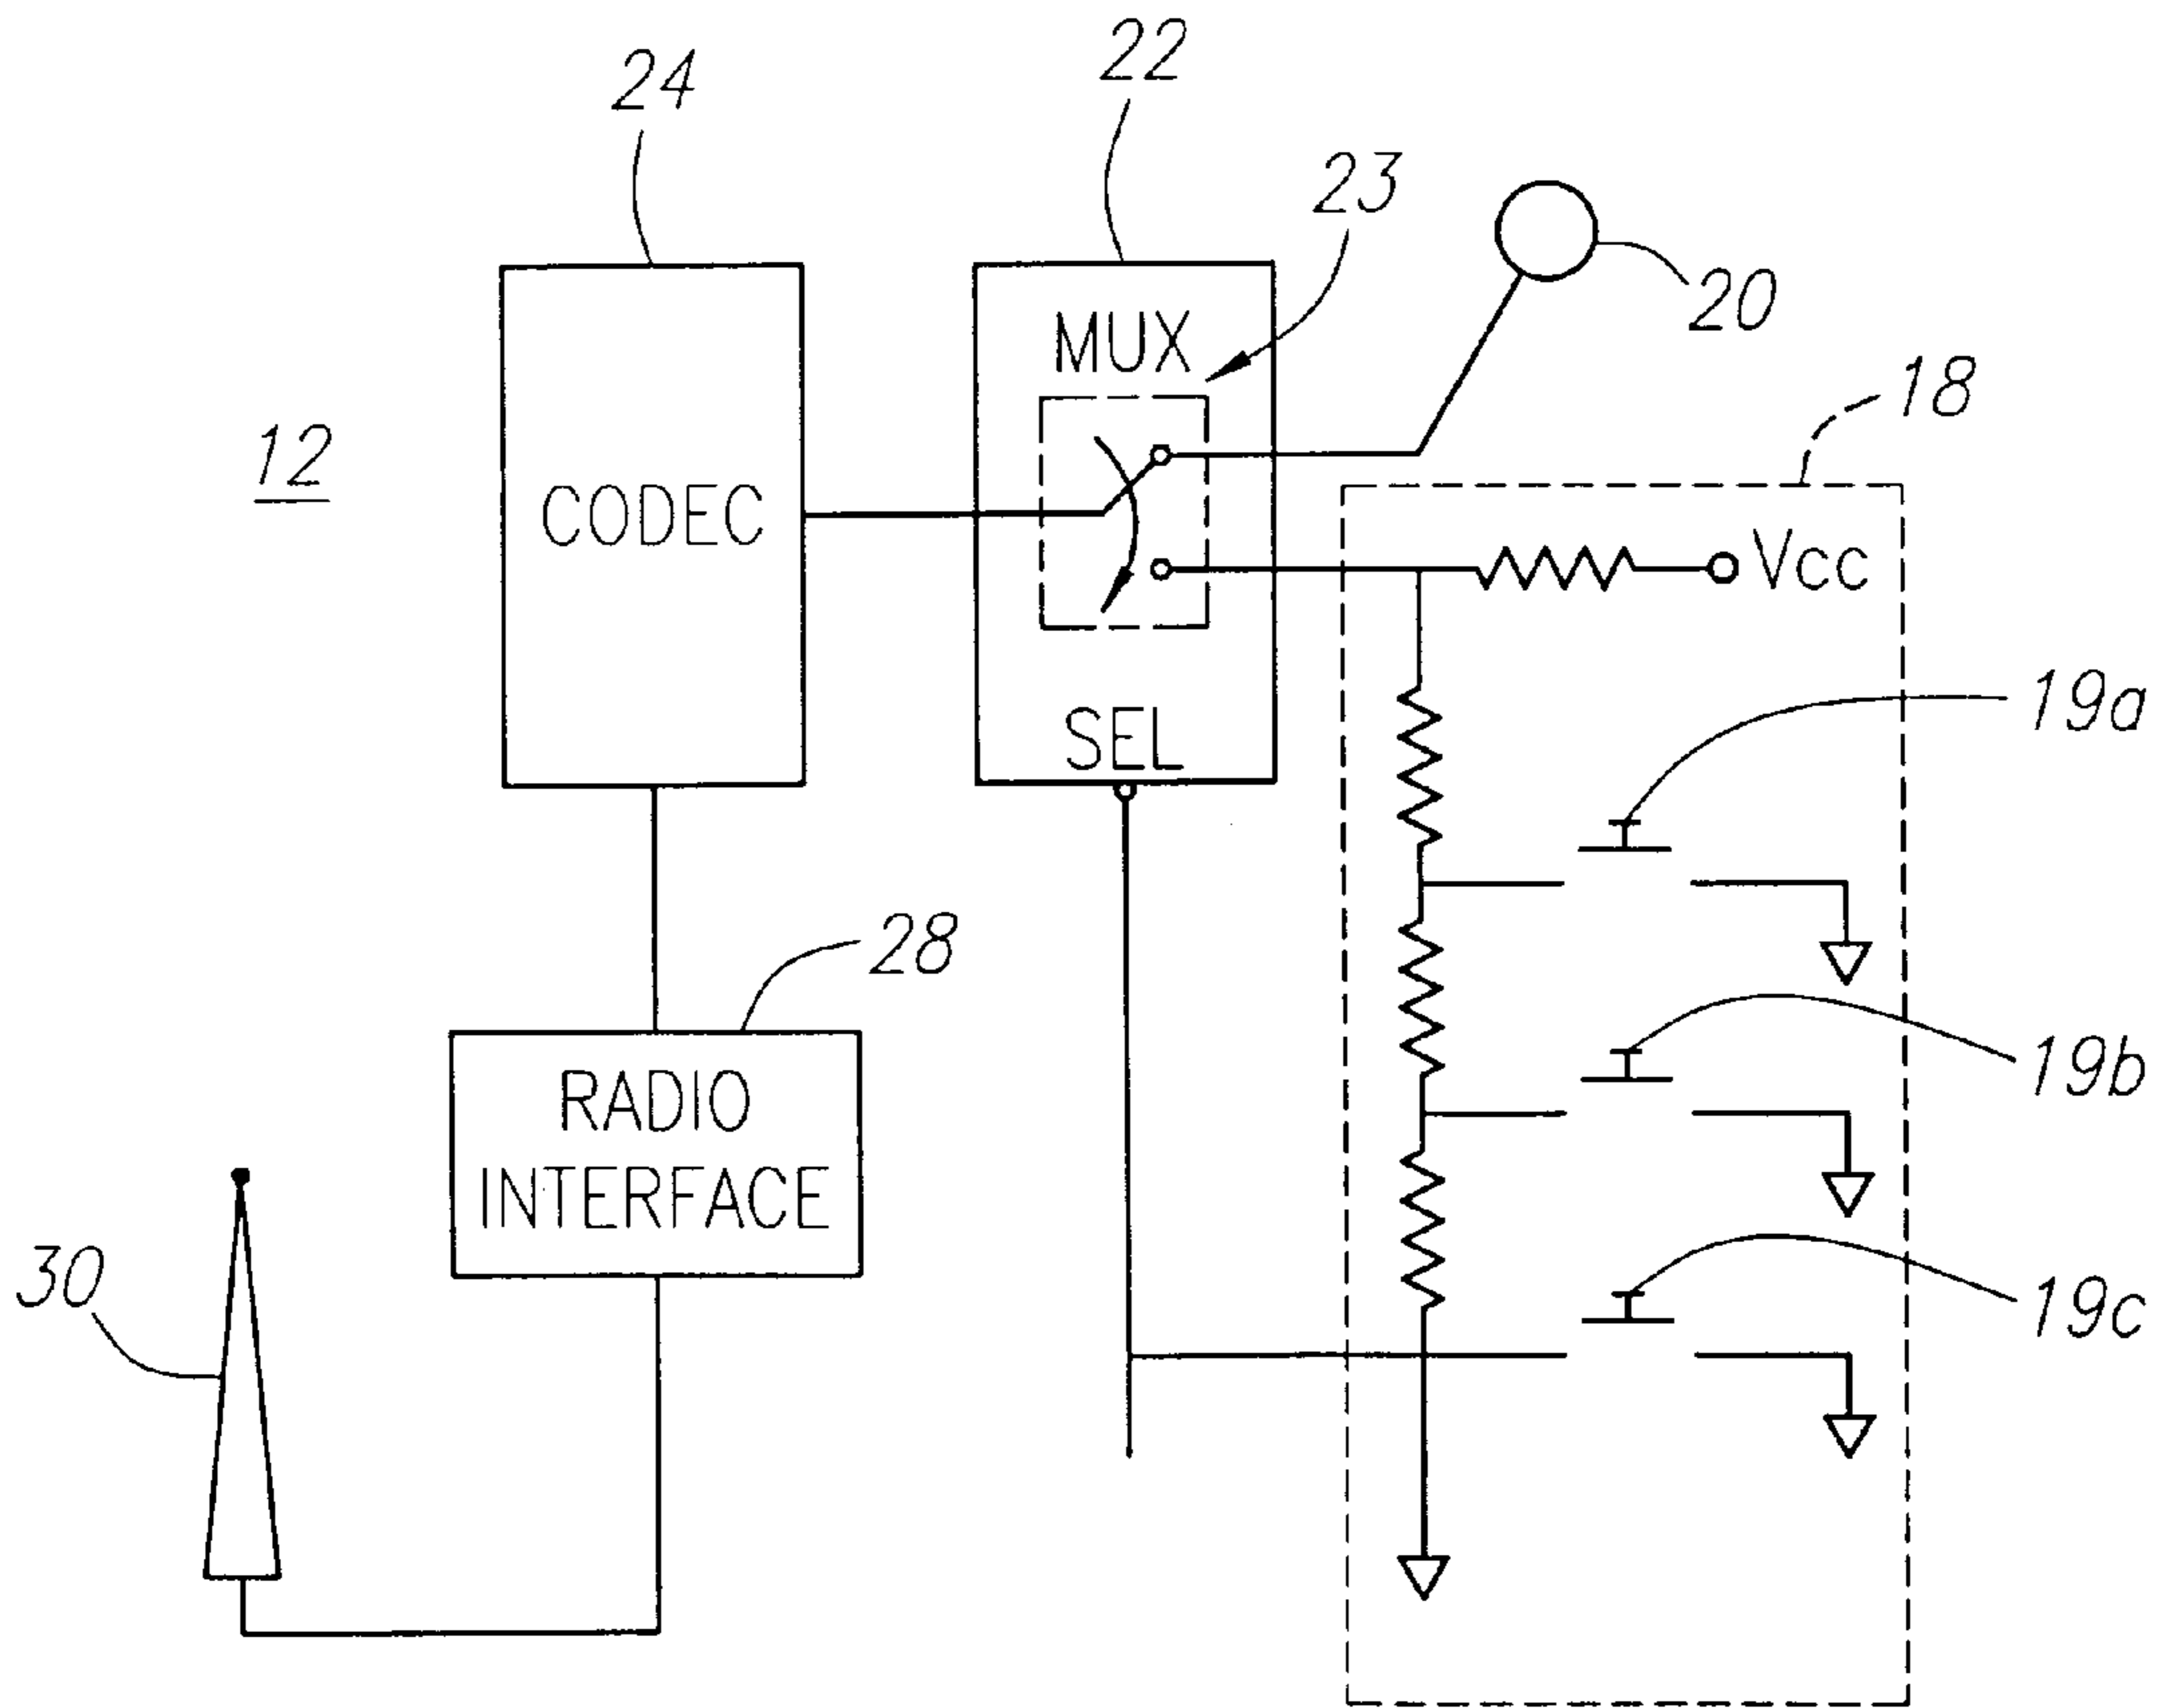 22
24
23
20
MUX
18
12
CODEC
Vcc
SEL
19a
28
RADIO
INTERFACE
19b
30
19c